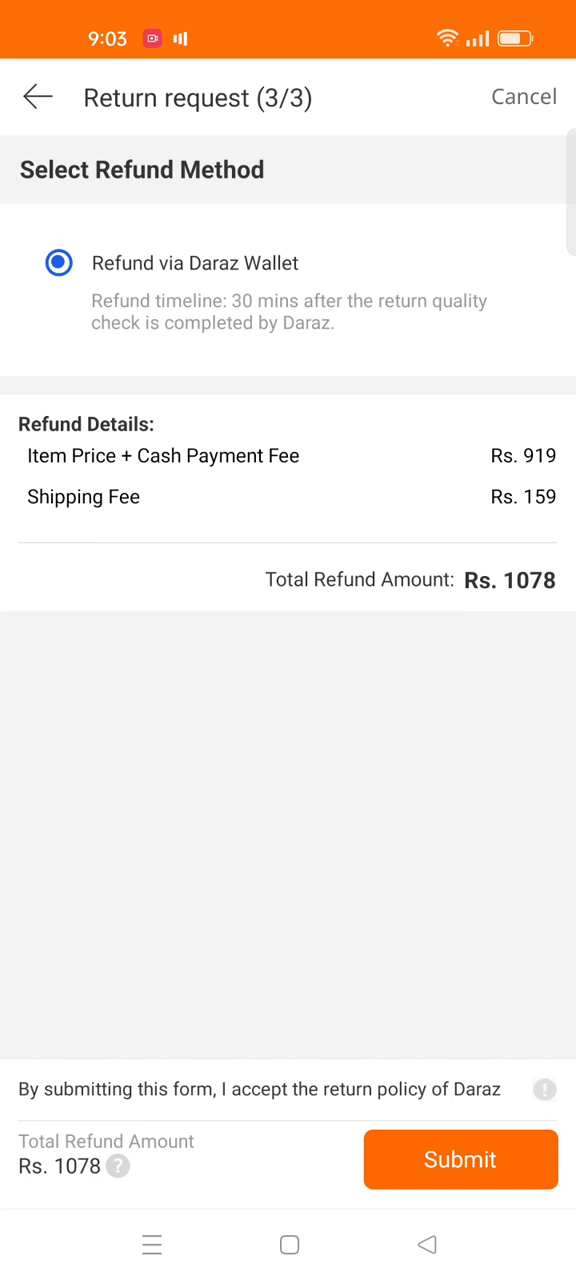 9:03
Return request (3/3)
Cancel
Select Refund Method
Refund via Daraz Wallet
Refund timeline: 30 mins after the return quality
check is completed by Daraz.
Refund Details:
Item Price + Cash Payment Fee Rs. 919
Shipping Fee Rs. 159
Total Refund Amount: Rs. 1078
By submitting this form, I accept the return policy of Daraz !
Total Refund Amount
Rs. 1078 ?
Submit